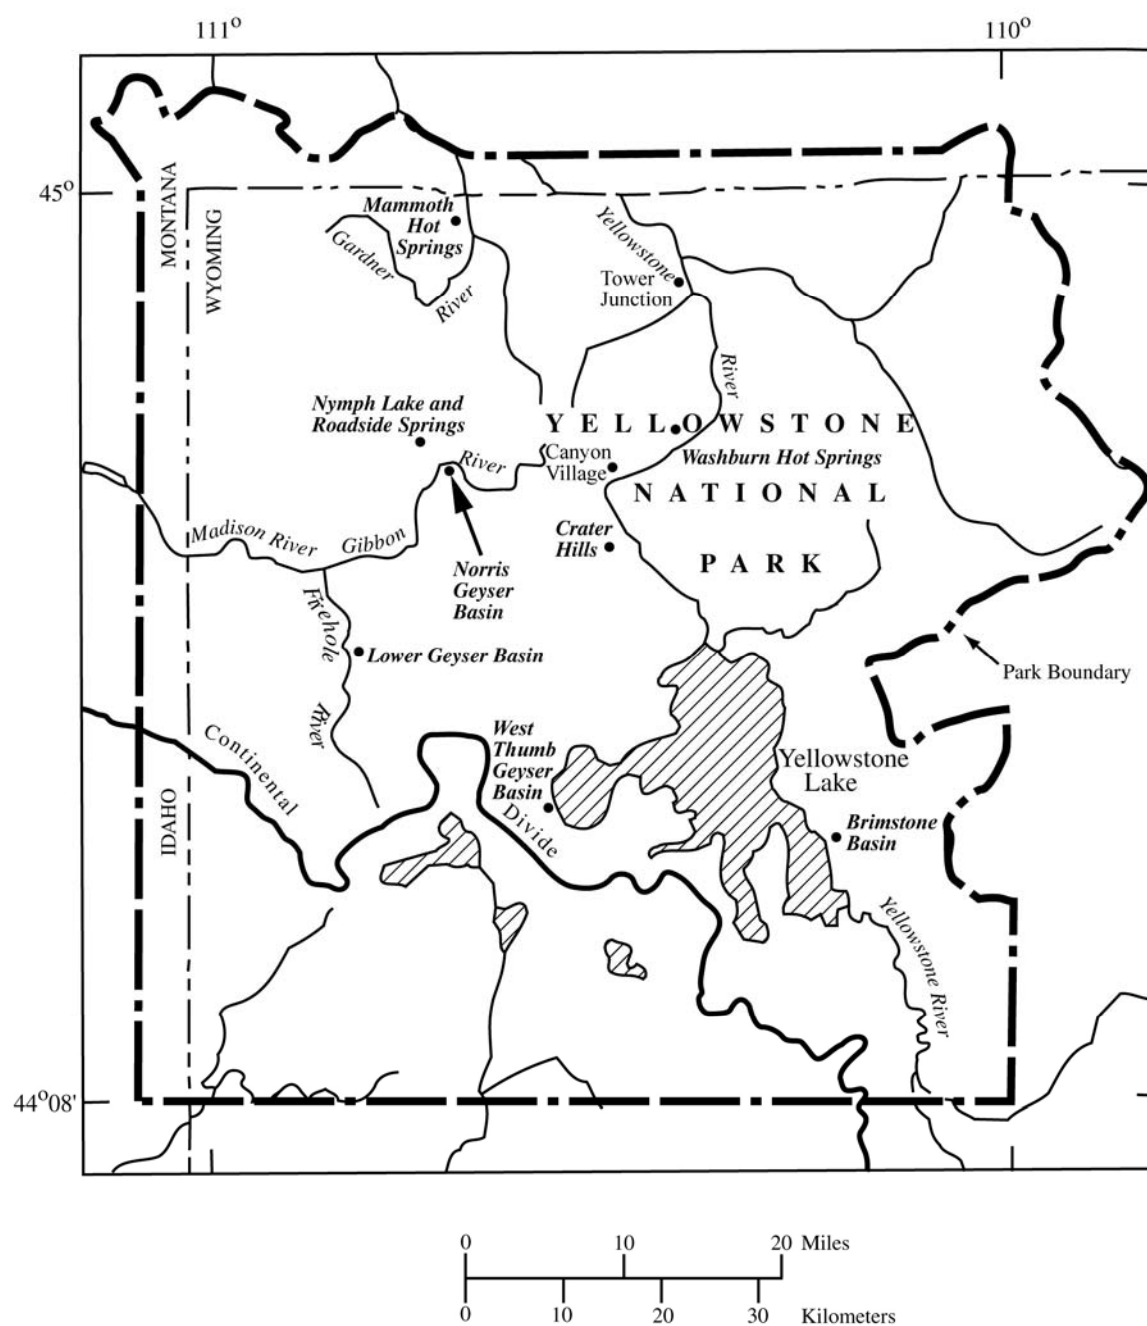 111°
110°
45°
MONTANA
WYOMING
Mammoth
Hot
Springs
Gardner
River
Yellowstone
Tower
Junction
River
Nymph Lake and
Roadside Springs
YELLOWSTONE
River
Canyon
Village
Washburn Hot Springs
NATIONAL
Madison River
Gibbon
Crater
Hills
PARK
Norris
Geyser
Basin
Firehole
River
Lower Geyser Basin
Park Boundary
Continental
West
Thumb
Geyser
Basin
Divide
Yellowstone
Lake
IDAHO
Brimstone
Basin
Yellowstone River
44°08'
0 10 20 Miles
0 10 20 30 Kilometers